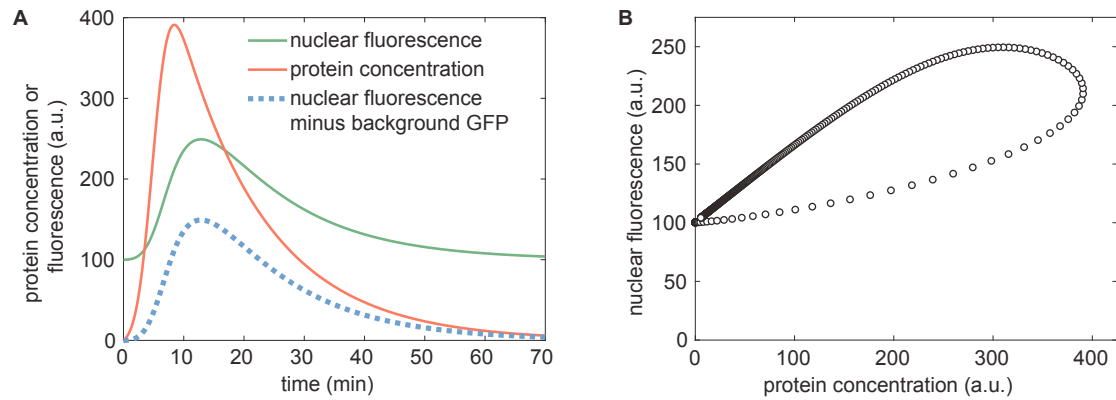 A
protein concentration or
fluorescence (a.u.)
400
300
200
100
0
nuclear fluorescence
protein concentration
nuclear fluorescence
minus background GFP
0 10 20 30 40 50 60 70
time (min)
B
nuclear fluorescence (a.u.)
250
200
150
100
50
0
0 100 200 300 400
protein concentration (a.u.)